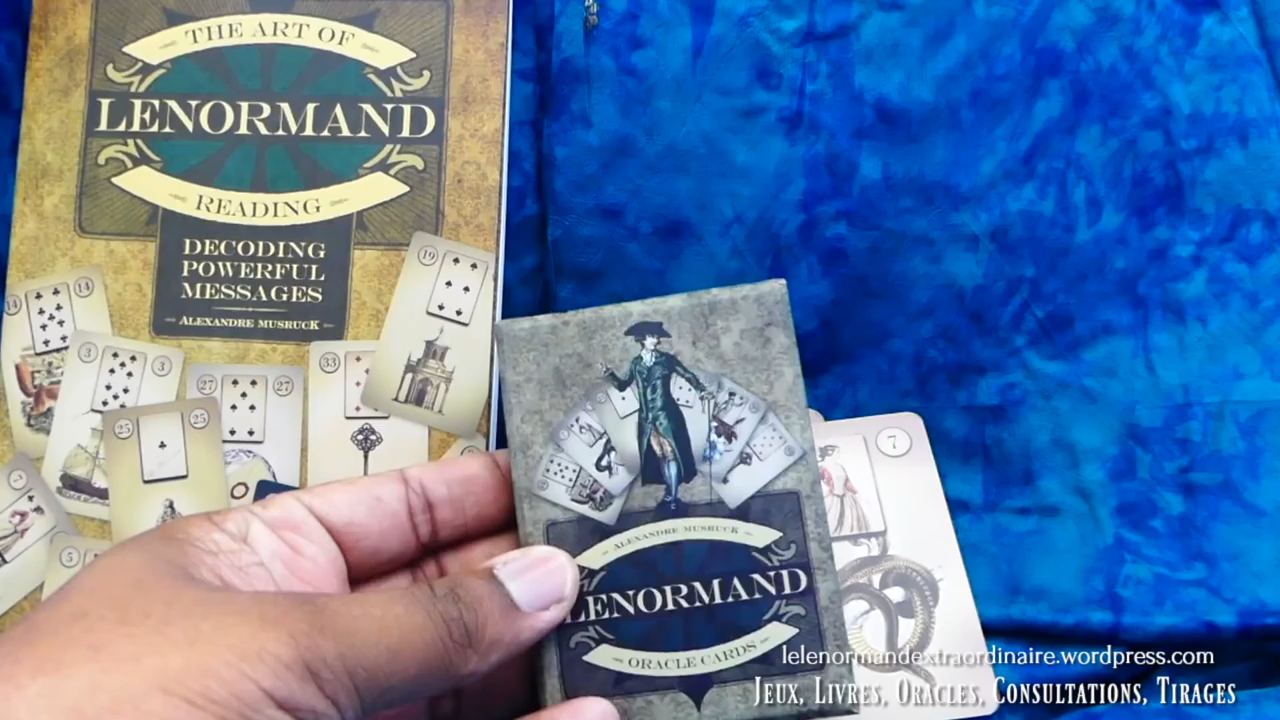 THE ART OF
LENORMAND
READING
DECODING
POWERFUL
MESSAGES
ALEXANDRE MUSRUCK
19
14
14
3
3
27
27
33
25
25
5
ALEXANDRE MUSRUCK
LENORMAND
ORACLE CARDS
7
lelenormandextraordinaire.wordpress.com
JEUX, LIVRES, ORACLES, CONSULTATIONS, TIRAGES